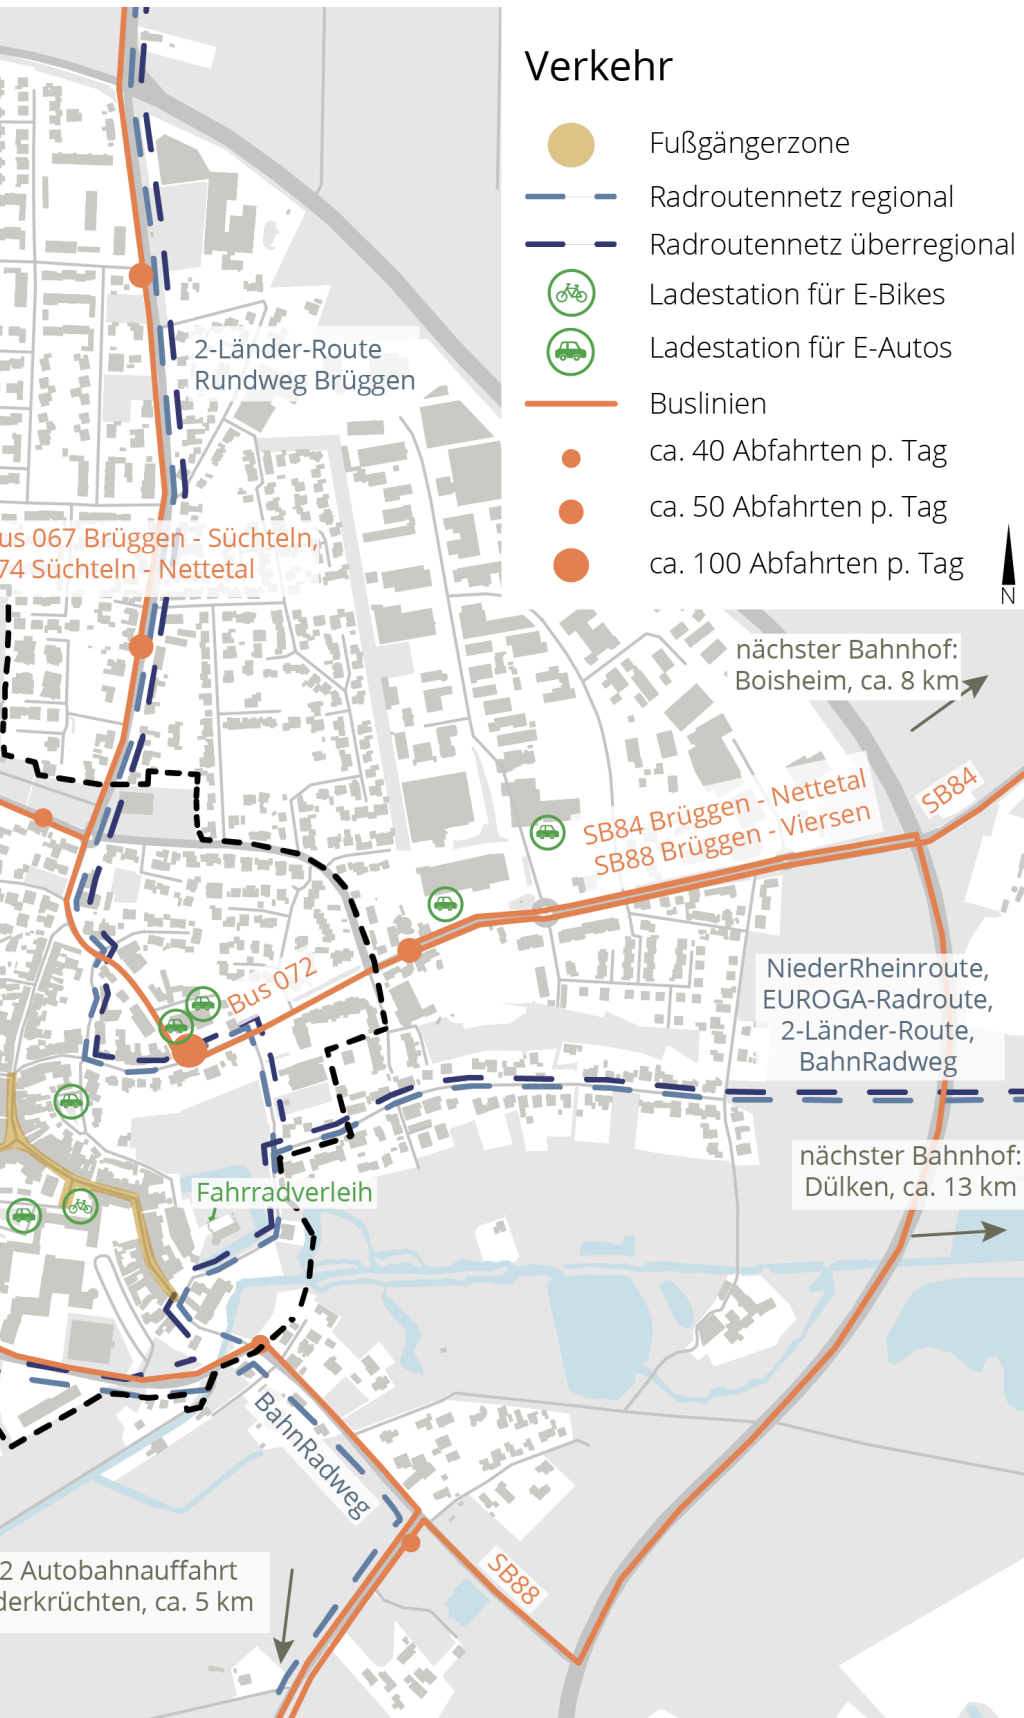 Verkehr
Fußgängerzone
Radroutennetz regional
Radroutennetz überregional
Ladestation für E-Bikes
Ladestation für E-Autos
Buslinien
ca. 40 Abfahrten p. Tag
ca. 50 Abfahrten p. Tag
ca. 100 Abfahrten p. Tag
N
2-Länder-Route
Rundweg Brüggen
us 067 Brüggen - Süchteln,
74 Süchteln - Nettetal
nächster Bahnhof:
Boisheim, ca. 8 km
SB84 Brüggen - Nettetal
SB88 Brüggen - Viersen
SB84
Bus 072
NiederRheinroute,
EUROGA-Radroute,
2-Länder-Route,
BahnRadweg
nächster Bahnhof:
Dülken, ca. 13 km
Fahrradverleih
BahnRadweg
SB88
2 Autobahnauffahrt
derkrüchten, ca. 5 km